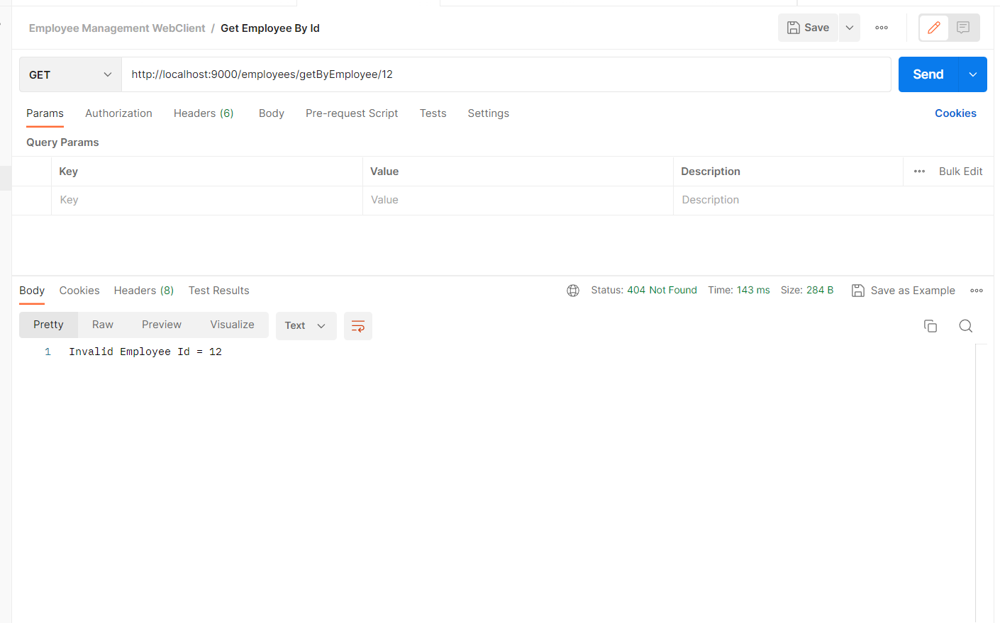 Employee Management WebClient / Get Employee By Id
Save
GET
http://localhost:9000/employees/getByEmployee/12
Send
Params Authorization Headers (6) Body Pre-request Script Tests Settings Cookies
Query Params
Key Value Description Bulk Edit
Key Value Description
Body Cookies Headers (8) Test Results Status: 404 Not Found Time: 143 ms Size: 284 B Save as Example
Pretty Raw Preview Visualize Text
1 Invalid Employee Id = 12